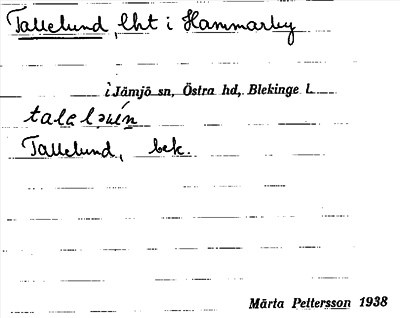 Tallelund, lht i Hammarby
i Jämjö sn, Östra hd, Blekinge l.
Tallelund, bek.
Märta Pettersson 1938